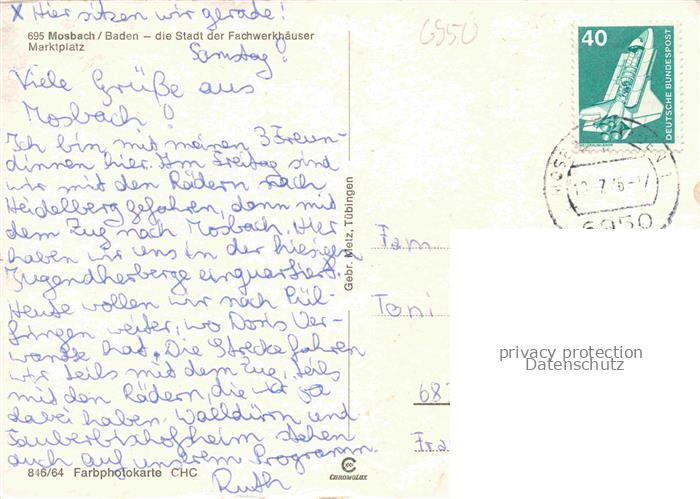 x Hier sitzen wir gerade!
695 Mosbach / Baden – die Stadt der Fachwerkhäuser
Marktplatz
Samstag!
Viele Grüße aus
Mosbach!
Ich bin mit meinen 3 Freun-
dinnen hier. Am Freitag sind
wir mit den Rädern nach
Heidelberg gefahren, dann mit
dem Zug nach Mosbach. Hier
haben wir uns in der hiesigen
Jugendherberge einquartiert.
Heute wollen wir nach Pül-
fringen weiter, wo Doris Ver-
wandte hat. Die Strecke fahren
wir teils mit dem Zug, teils
mit den Rädern, die wir ja
dabei haben. Walldürn und
Tauberbischofsheim stehen
auch auf unserem Programm.
Ruth
846/64 Farbphotokarte CHC
CHROMOLUX
Gebr. Metz, Tübingen
6950
40
DEUTSCHE BUNDESPOST
6950
Fam
Toni
68
Fra
privacy protection
Datenschutz